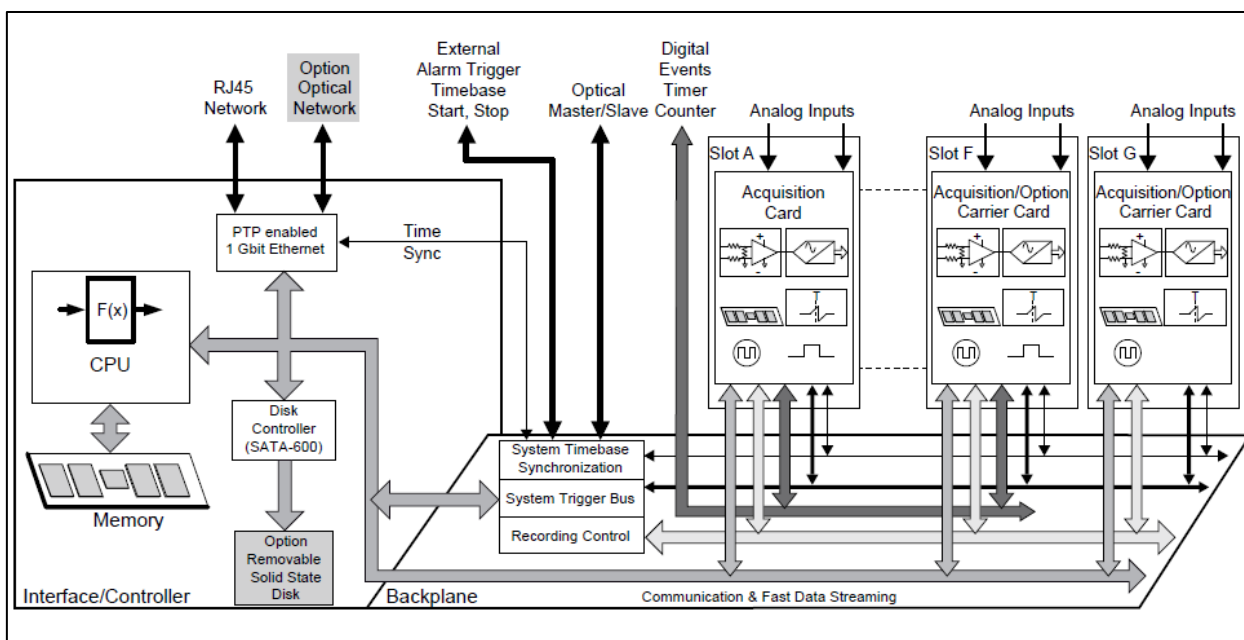 RJ45
Network
Option
Optical
Network
External
Alarm Trigger
Timebase
Start, Stop
Optical
Master/Slave
Digital
Events
Timer
Counter
Analog Inputs
Analog Inputs
Analog Inputs
Slot A
Acquisition
Card
+
-
T
Slot F
Acquisition/Option
Carrier Card
+
-
T
Slot G
Acquisition/Option
Carrier Card
+
-
T
PTP enabled
1 Gbit Ethernet
Time
Sync
F(x)
CPU
Disk
Controller
(SATA-600)
Memory
Option
Removable
Solid State
Disk
Interface/Controller
System Timebase
Synchronization
System Trigger Bus
Recording Control
Backplane
Communication & Fast Data Streaming